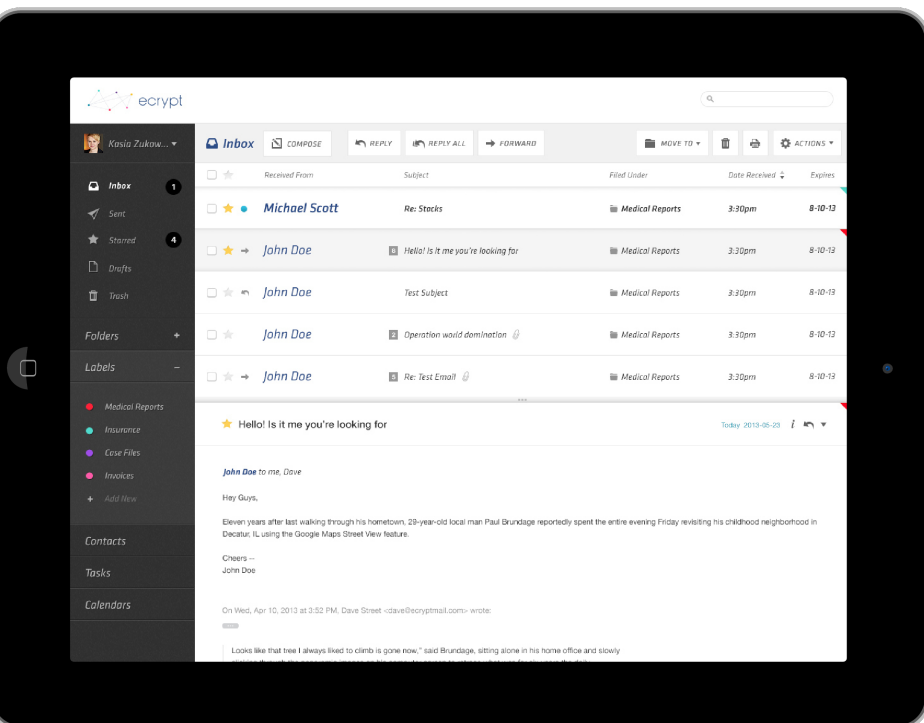 ecrypt
Kasia Zukow...
Inbox 1
Sent
Starred 4
Drafts
Trash
Folders +
Labels –
Medical Reports
Insurance
Case Files
Invoices
+ Add New
Contacts
Tasks
Calendars
Inbox COMPOSE REPLY REPLY ALL FORWARD MOVE TO ACTIONS
Received From Subject Filed Under Date Received Expires
Michael Scott Re: Stacks Medical Reports 3:30pm 8-10-13
John Doe 8 Hello! Is it me you're looking for Medical Reports 3:30pm 8-10-13
John Doe Test Subject Medical Reports 3:30pm 8-10-13
John Doe 2 Operation world domination Medical Reports 3:30pm 8-10-13
John Doe 5 Re: Test Email Medical Reports 3:30pm 8-10-13
Hello! Is it me you're looking for Today, 2013-05-23 i
John Doe to me, Dave
Hey Guys,
Eleven years after last walking through his hometown, 29-year-old local man Paul Brundage reportedly spent the entire evening Friday revisiting his childhood neighborhood in
Decatur, IL using the Google Maps Street View feature.
Cheers --
John Doe
On Wed, Apr 10, 2013 at 3:52 PM, Dave Street <dave@ecryptmail.com> wrote:
Looks like that tree I always liked to climb is gone now," said Brundage, sitting alone in his home office and slowly